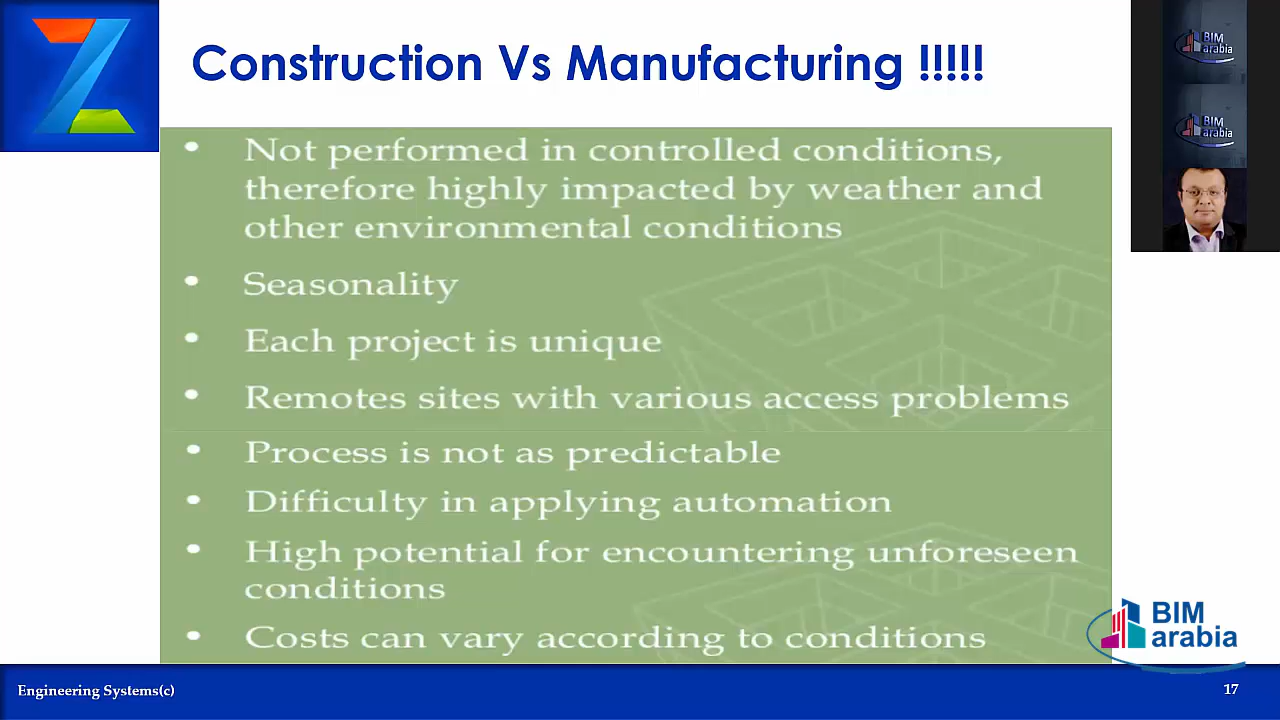 Construction Vs Manufacturing !!!!!
BIM
arabia
BIM
arabia
• Not performed in controlled conditions,
therefore highly impacted by weather and
other environmental conditions
• Seasonality
• Each project is unique
• Remotes sites with various access problems
• Process is not as predictable
• Difficulty in applying automation
• High potential for encountering unforeseen
conditions
• Costs can vary according to conditions
BIM
arabia
Engineering Systems(c)
17